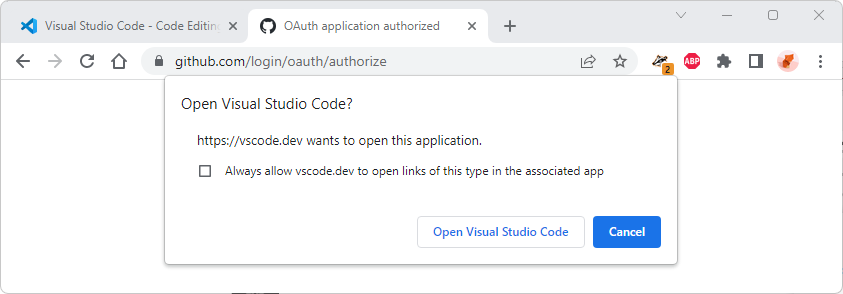 Visual Studio Code - Code Editing
OAuth application authorized
github.com/login/oauth/authorize
2
ABP
Open Visual Studio Code?
https://vscode.dev wants to open this application.
Always allow vscode.dev to open links of this type in the associated app
Open Visual Studio Code
Cancel